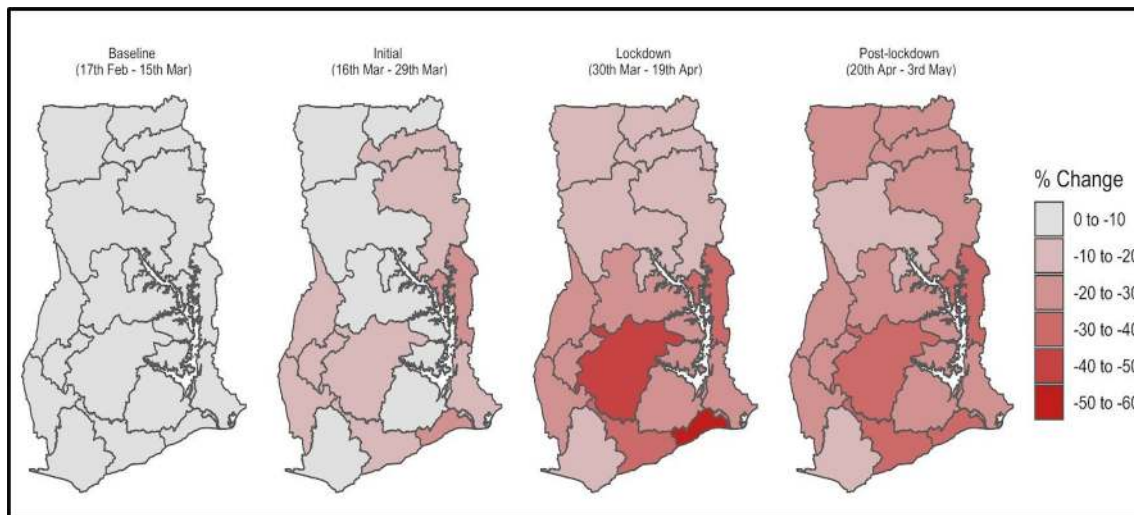 Baseline
(17th Feb - 15th Mar)
Initial
(16th Mar - 29th Mar)
Lockdown
(30th Mar - 19th Apr)
Post-lockdown
(20th Apr - 3rd May)
% Change
0 to -10
-10 to -20
-20 to -30
-30 to -40
-40 to -50
-50 to -60